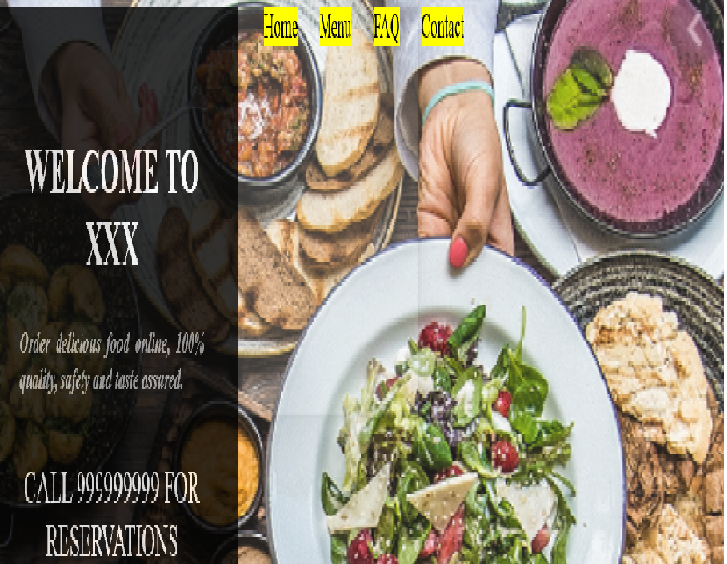 Home Menu FAQ Contact
WELCOME TO
XXX
Order delicious food online, 100%
quality, safety and taste assured.
CALL 999999999 FOR
RESERVATIONS